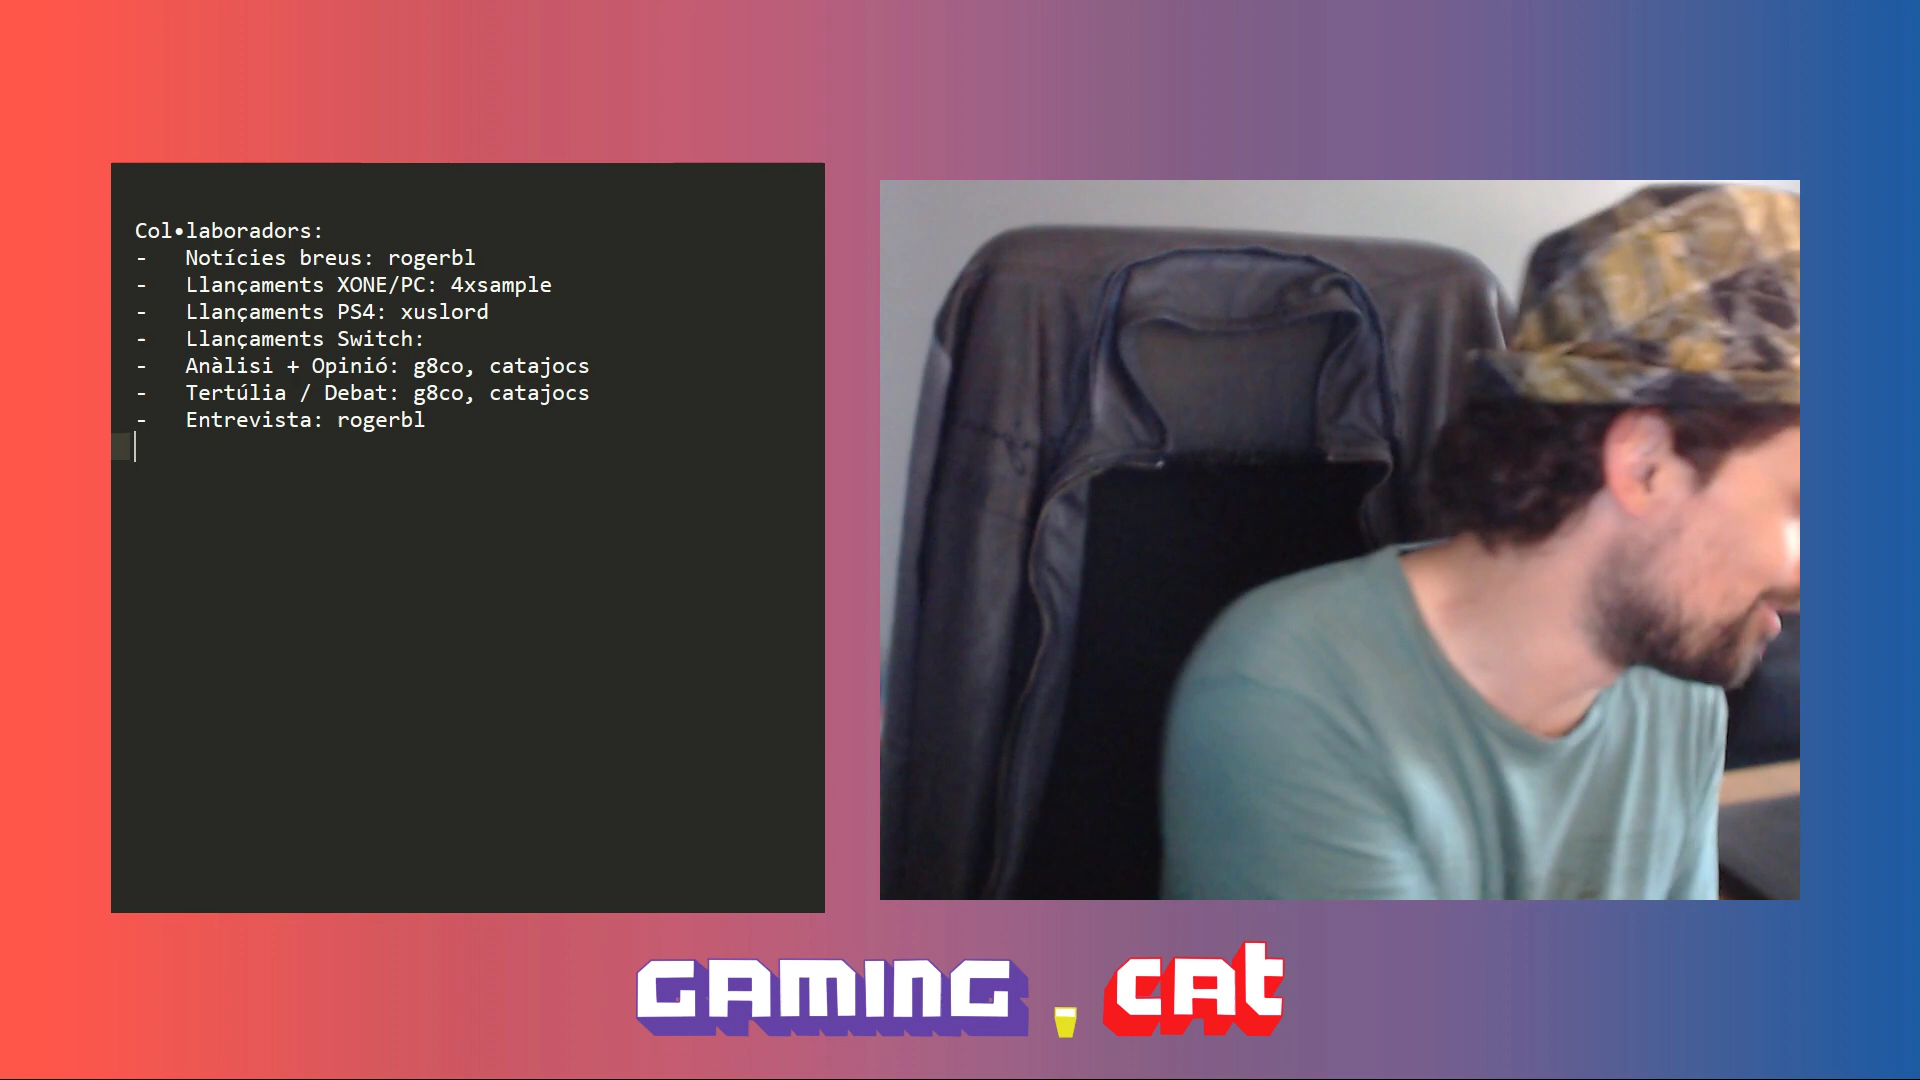 Col•laboradors:
- Notícies breus: rogerbl
- Llançaments XONE/PC: 4xsample
- Llançaments PS4: xuslord
- Llançaments Switch:
- Anàlisi + Opinió: g8co, catajocs
- Tertúlia / Debat: g8co, catajocs
- Entrevista: rogerbl
GAMING.CAT